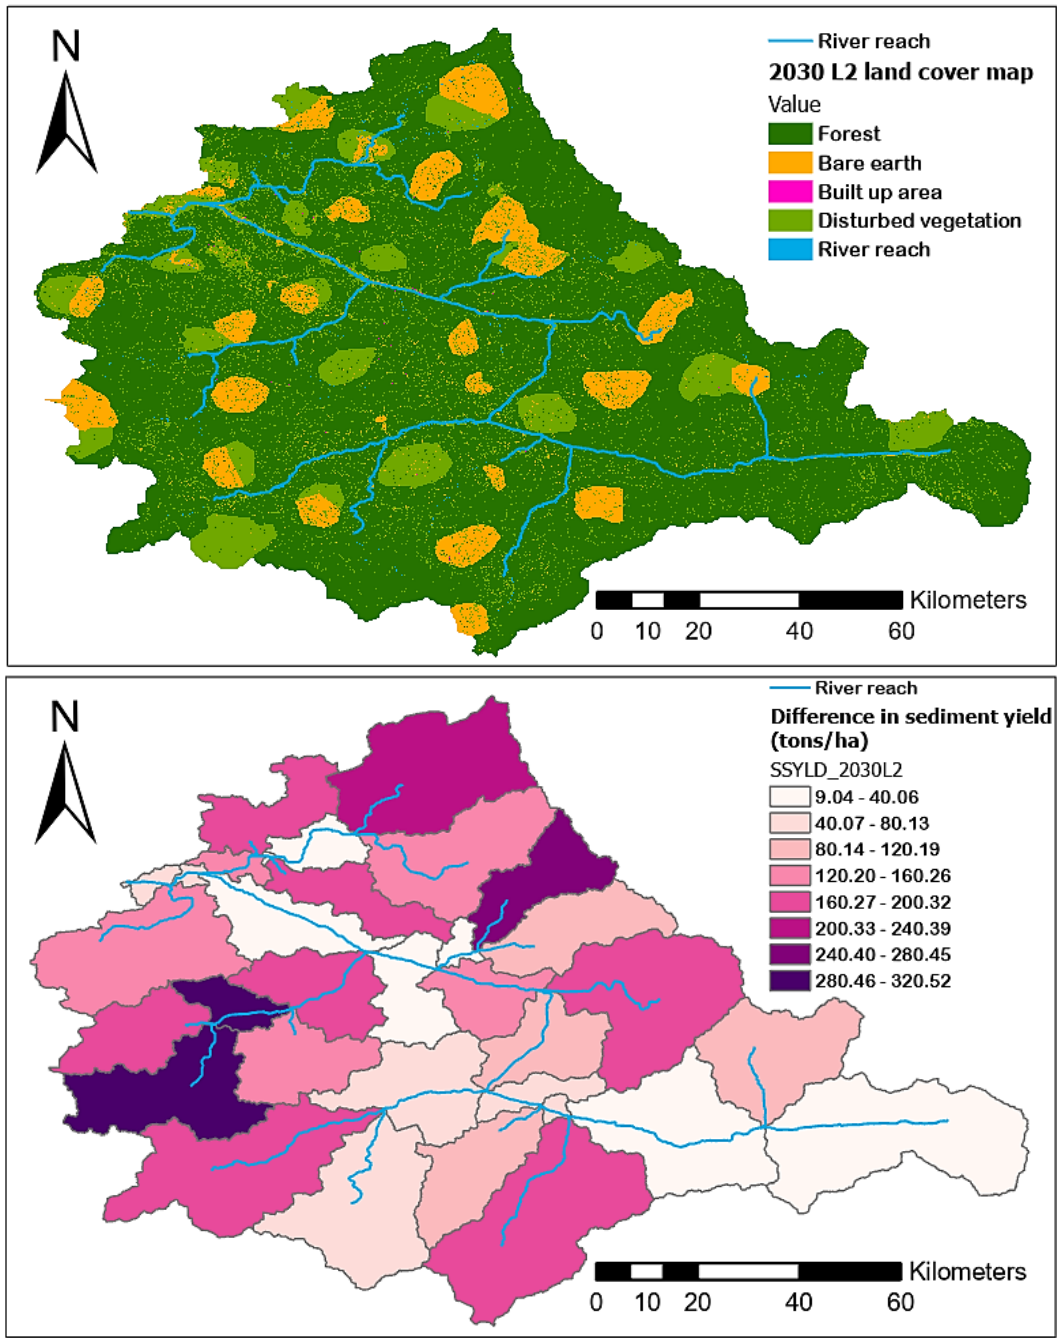 N
River reach
2030 L2 land cover map
Value
Forest
Bare earth
Built up area
Disturbed vegetation
River reach
Kilometers
0 10 20 40 60
N
River reach
Difference in sediment yield
(tons/ha)
SSYLD_2030L2
9.04 - 40.06
40.07 - 80.13
80.14 - 120.19
120.20 - 160.26
160.27 - 200.32
200.33 - 240.39
240.40 - 280.45
280.46 - 320.52
Kilometers
0 10 20 40 60